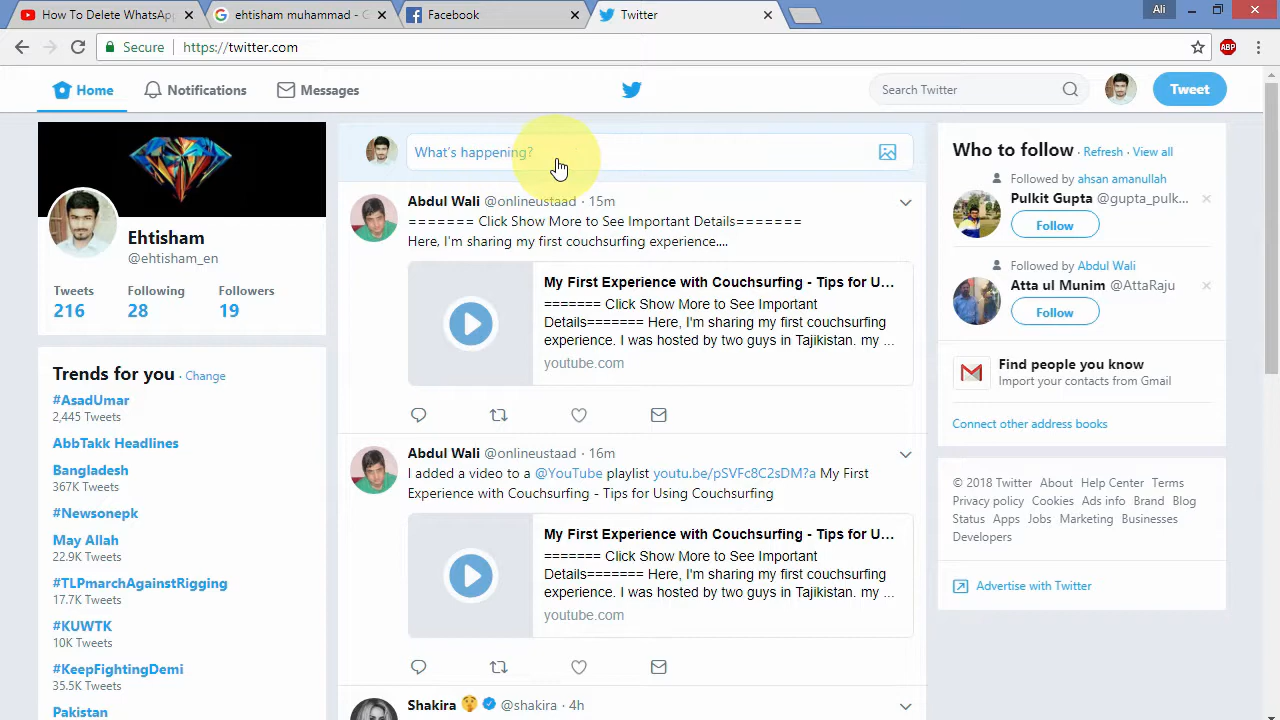 How To Delete WhatsAp
ehtisham muhammad - G
Facebook
Twitter
Ali
Secure
https://twitter.com
ABP
Home
Notifications
Messages
Search Twitter
Tweet
Ehtisham
@ehtisham_en
Tweets Following Followers
216 28 19
Trends for you · Change
#AsadUmar
2,445 Tweets
AbbTakk Headlines
Bangladesh
367K Tweets
#Newsonepk
May Allah
22.9K Tweets
#TLPmarchAgainstRigging
17.7K Tweets
#KUWTK
10K Tweets
#KeepFightingDemi
35.5K Tweets
Pakistan
What's happening?
Abdul Wali @onlineustaad · 15m
======= Click Show More to See Important Details=======
Here, I'm sharing my first couchsurfing experience....
My First Experience with Couchsurfing - Tips for U...
======= Click Show More to See Important
Details======= Here, I'm sharing my first couchsurfing
experience. I was hosted by two guys in Tajikistan. my ...
youtube.com
Abdul Wali @onlineustaad · 16m
I added a video to a @YouTube playlist youtu.be/pSVFc8C2sDM?a My First
Experience with Couchsurfing - Tips for Using Couchsurfing
My First Experience with Couchsurfing - Tips for U...
======= Click Show More to See Important
Details======= Here, I'm sharing my first couchsurfing
experience. I was hosted by two guys in Tajikistan. my ...
youtube.com
Shakira @shakira · 4h
Who to follow · Refresh · View all
Followed by ahsan amanullah
Pulkit Gupta @gupta_pulk...
Follow
Followed by Abdul Wali
Atta ul Munim @AttaRaju
Follow
Find people you know
Import your contacts from Gmail
Connect other address books
© 2018 Twitter About Help Center Terms
Privacy policy Cookies Ads info Brand Blog
Status Apps Jobs Marketing Businesses
Developers
Advertise with Twitter